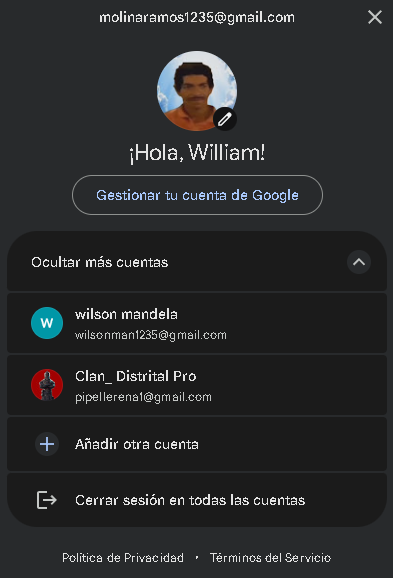 molinaramos1235@gmail.com
¡Hola, William!
Gestionar tu cuenta de Google
Ocultar más cuentas
W
wilson mandela
wilsonman1235@gmail.com
Clan_ Distrital Pro
pipellerena1@gmail.com
Añadir otra cuenta
Cerrar sesión en todas las cuentas
Política de Privacidad • Términos del Servicio